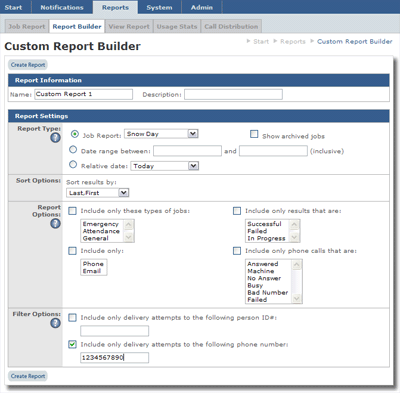 Start Notifications Reports System Admin
Job Report Report Builder View Report Usage Stats Call Distribution
Custom Report Builder
Start Reports Custom Report Builder
Create Report
Report Information
Name: Custom Report 1 Description:
Report Settings
Report Type: Job Report: Snow Day Show archived jobs
Date range between: and (inclusive)
Relative date: Today
Sort Options: Sort results by:
Last,First
Report Options: Include only these types of jobs: Include only results that are:
Emergency Successful
Attendance Failed
General In Progress
Include only: Include only phone calls that are:
Phone Answered
Email Machine
No Answer
Busy
Bad Number
Failed
Filter Options: Include only delivery attempts to the following person ID#:
Include only delivery attempts to the following phone number:
1234567890
Create Report